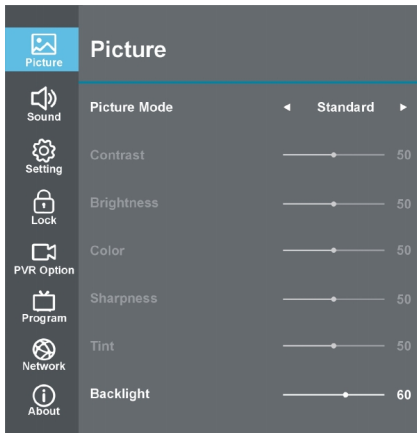 Picture
Picture
Sound
Picture Mode
Standard
Setting
Contrast
50
Lock
Brightness
50
PVR Option
Color
50
Program
Sharpness
50
Network
Tint
50
About
Backlight
60